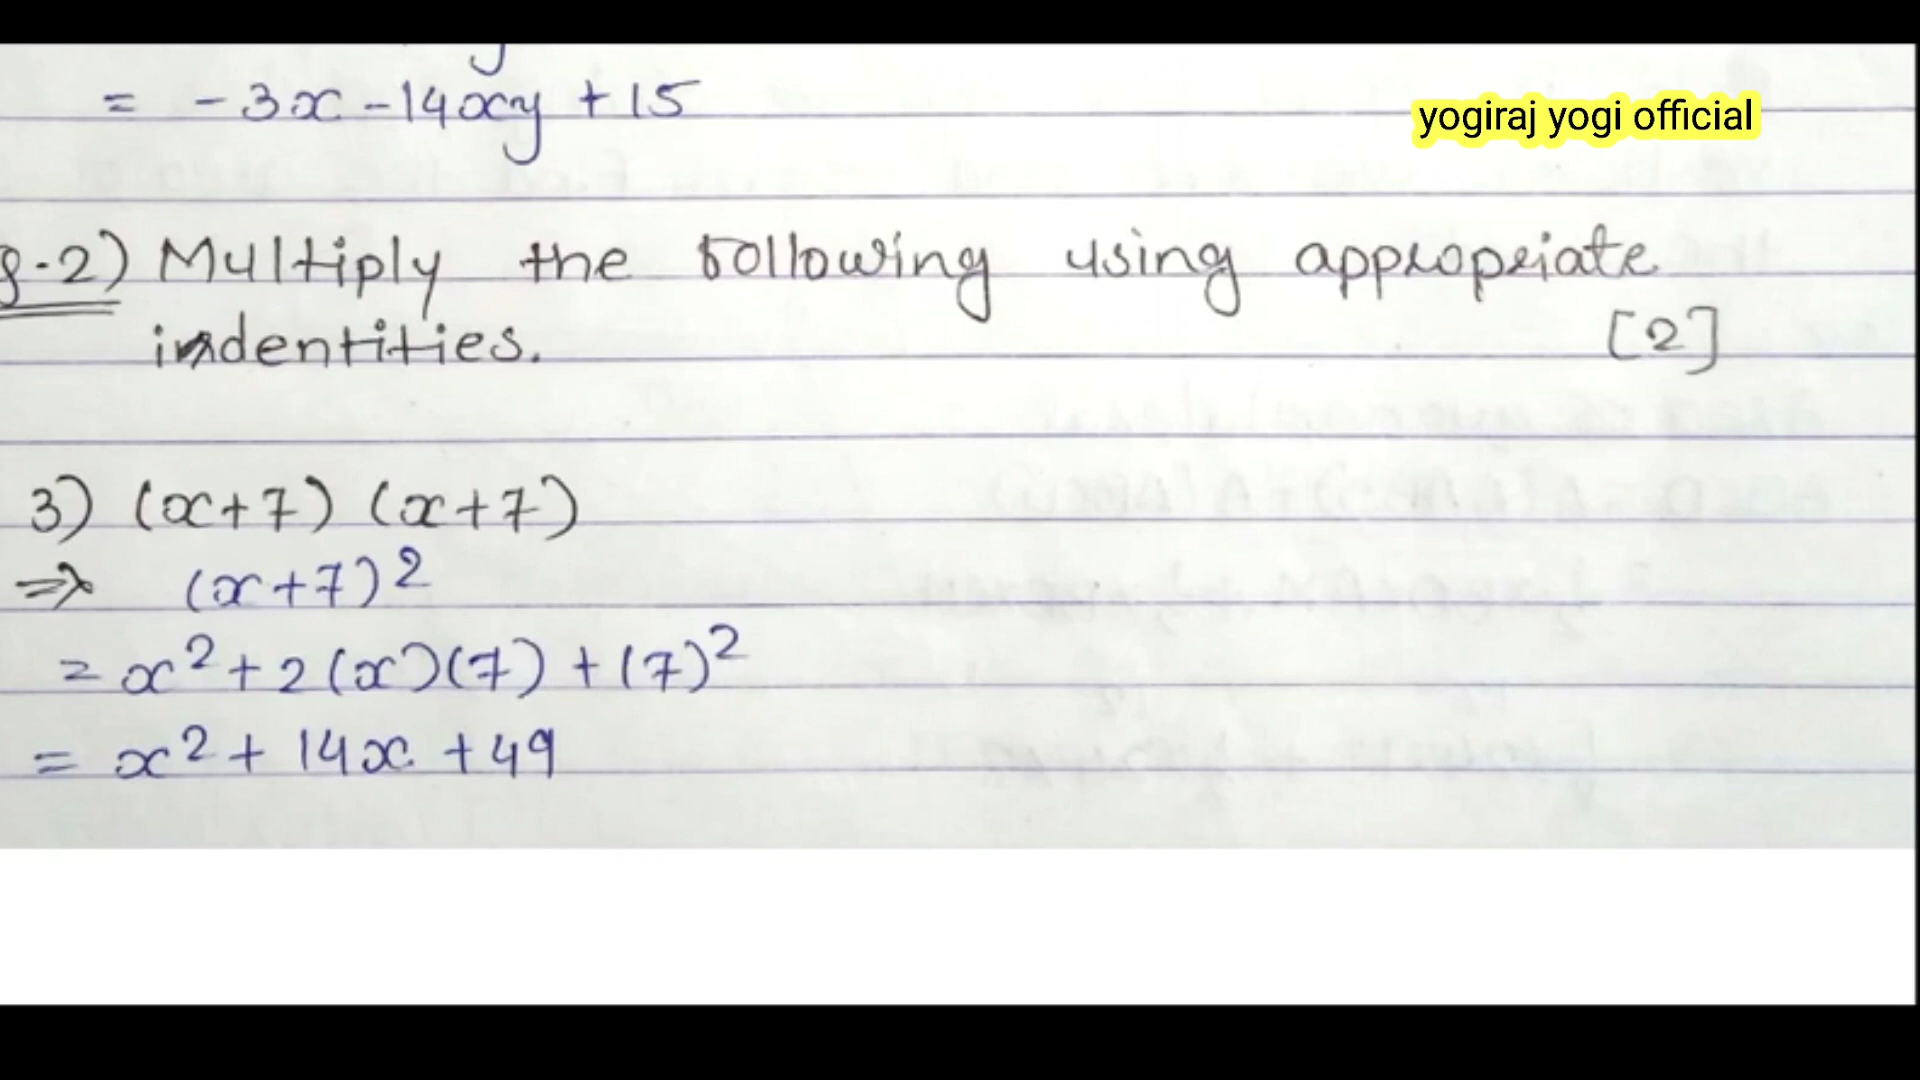 = -3x -14xy +15
yogiraj yogi official
8.2) Multiply the following using appropriate
indentities. [2]
3) (x+7) (x+7)
⇒ (x+7)²
= x² + 2(x)(7) + (7)²
= x² + 14x + 49